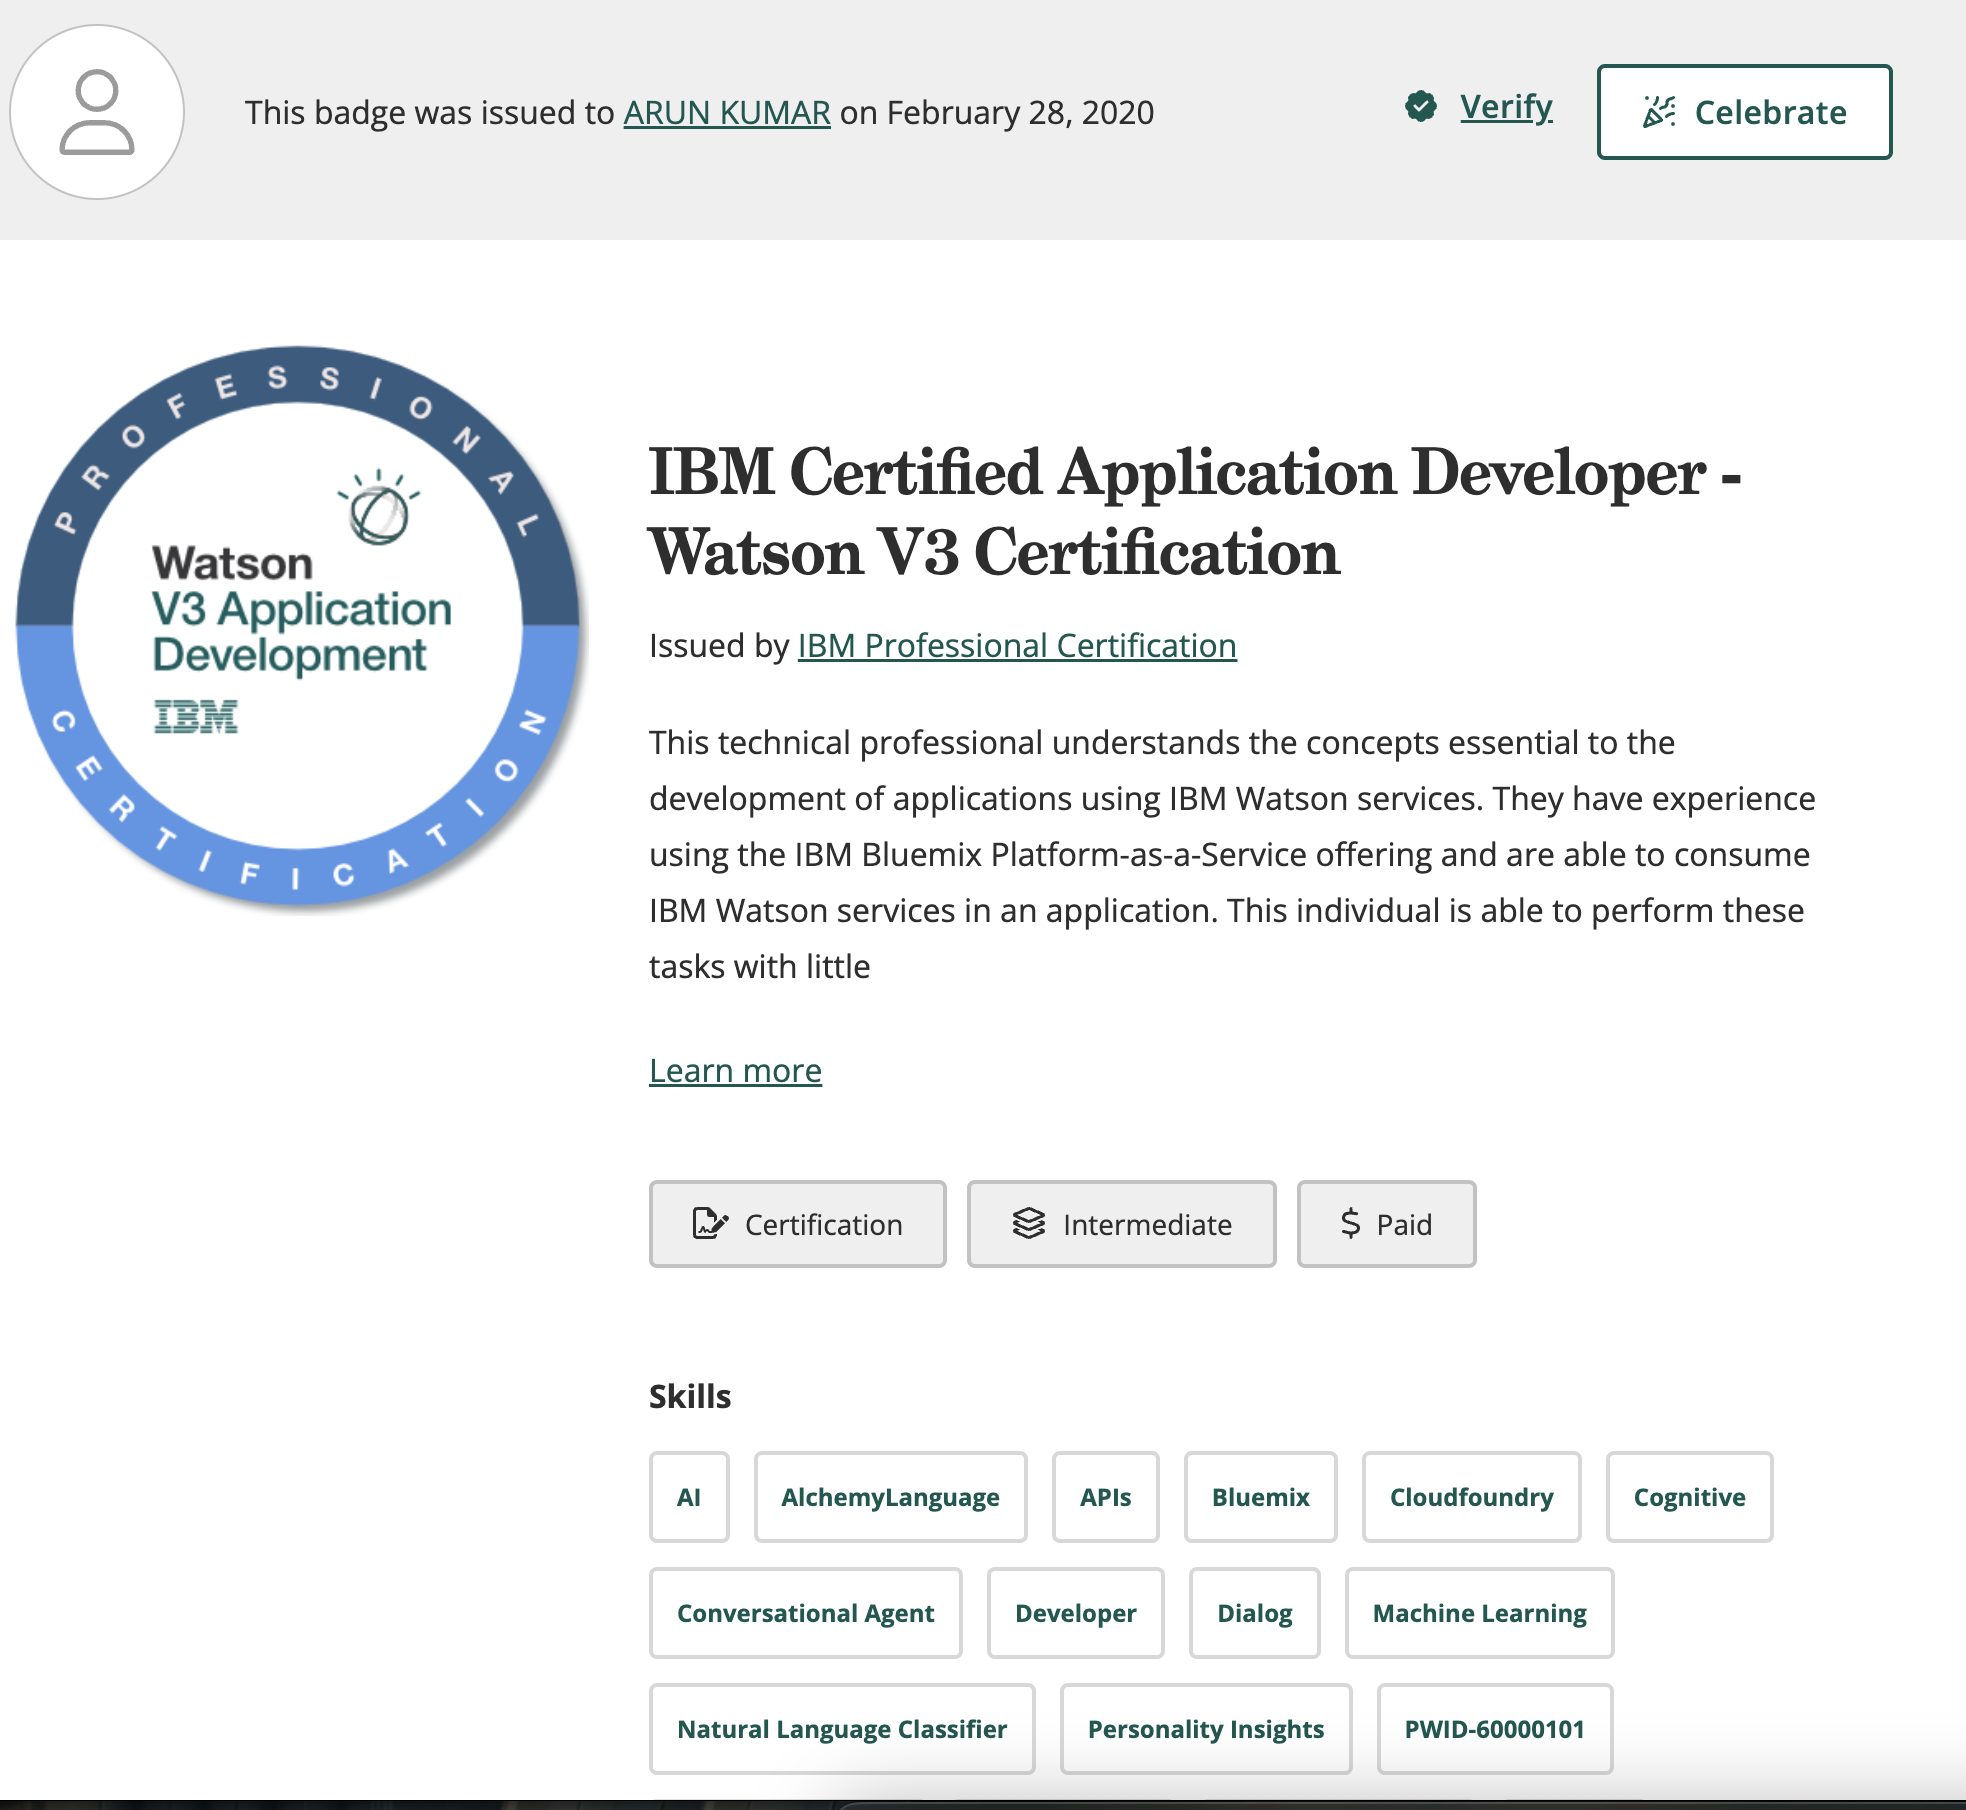 This badge was issued to ARUN KUMAR on February 28, 2020
Verify
Celebrate
PROFESSIONAL
Watson
V3 Application
Development
IBM
CERTIFICATION
IBM Certified Application Developer -
Watson V3 Certification
Issued by IBM Professional Certification
This technical professional understands the concepts essential to the
development of applications using IBM Watson services. They have experience
using the IBM Bluemix Platform-as-a-Service offering and are able to consume
IBM Watson services in an application. This individual is able to perform these
tasks with little
Learn more
Certification
Intermediate
$ Paid
Skills
AI
AlchemyLanguage
APIs
Bluemix
Cloudfoundry
Cognitive
Conversational Agent
Developer
Dialog
Machine Learning
Natural Language Classifier
Personality Insights
PWID-60000101